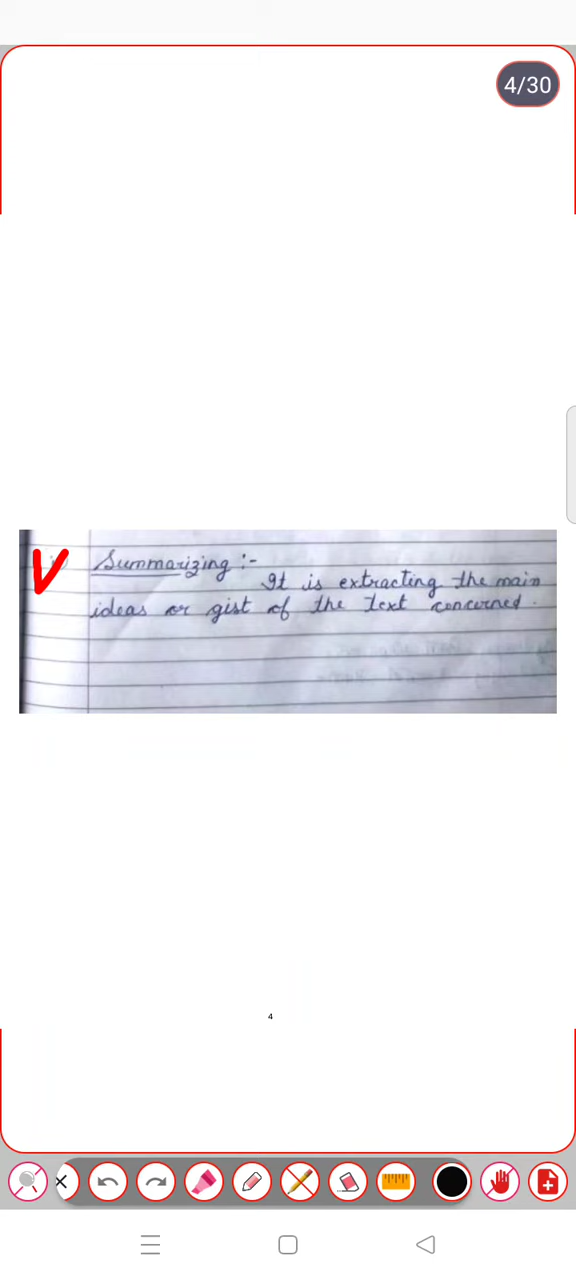 4/30
V
Summarizing :-
It is extracting the main
ideas or gist of the text concerned.
4